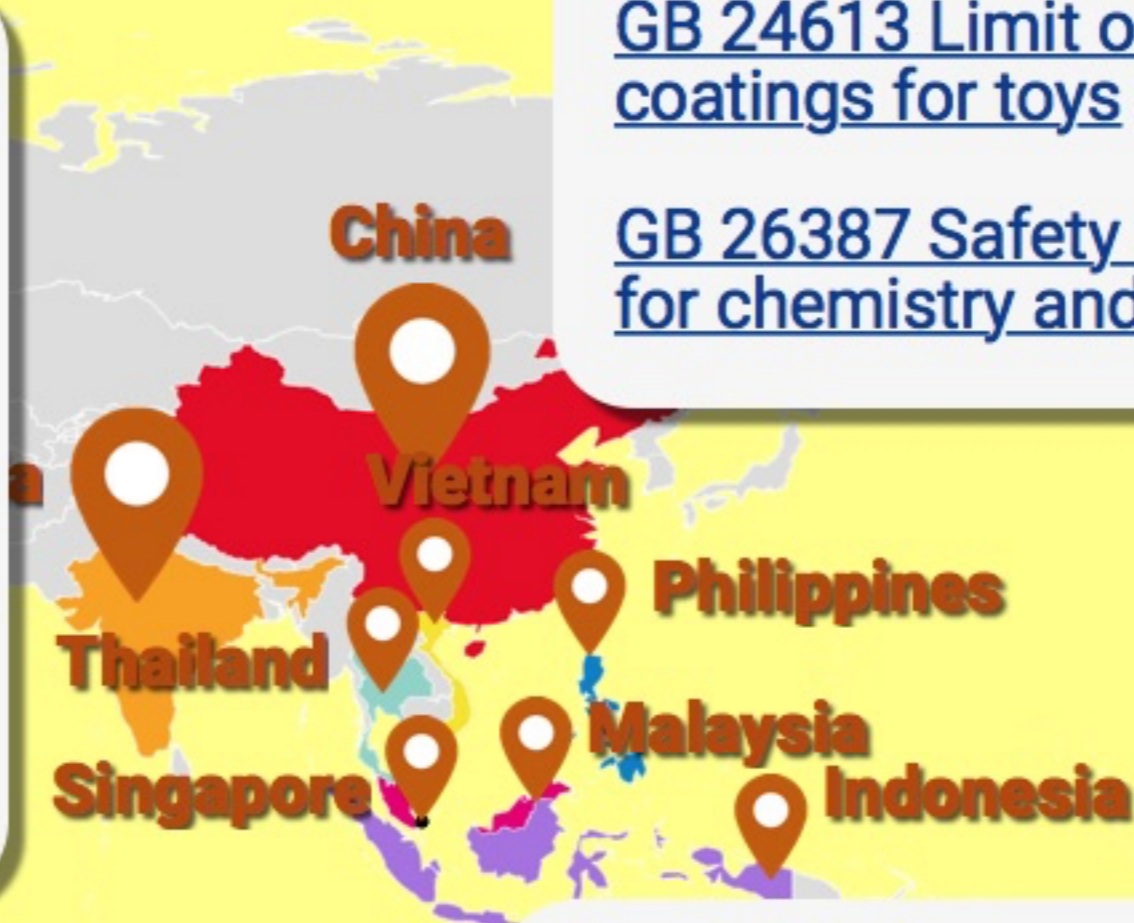 GB 24613 Limit o
coatings for toys
GB 26387 Safety
for chemistry and
China
a
Vietnam
Philippines
Thailand
Malaysia
Singapore
Indonesia